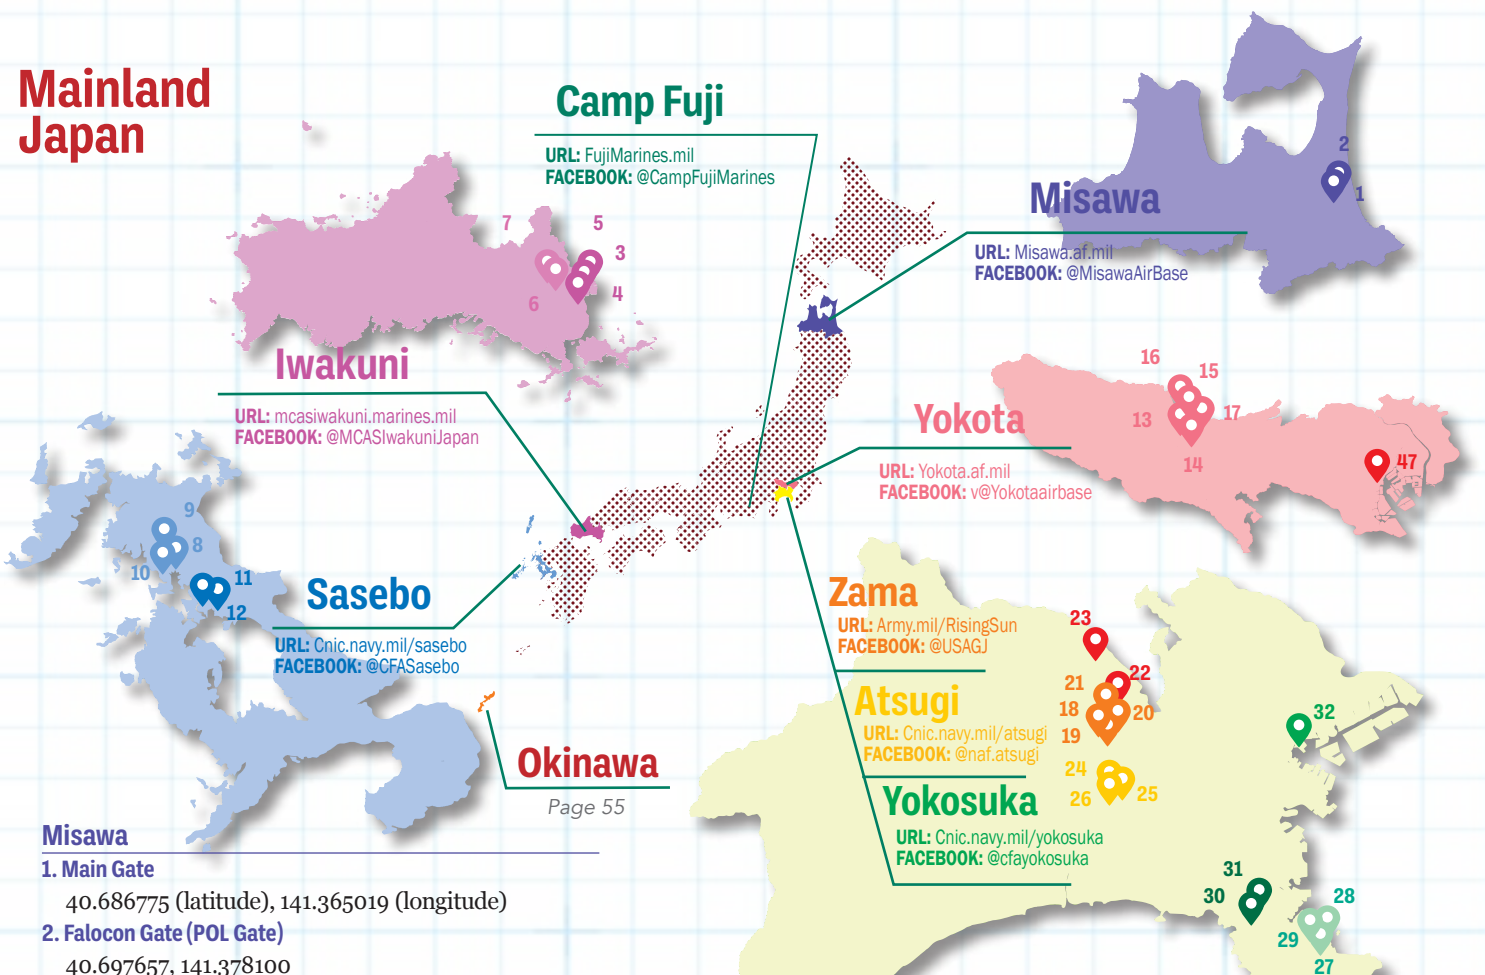 Mainland
Japan
Camp Fuji
URL: FujiMarines.mil
FACEBOOK: @CampFujiMarines
Misawa
URL: Misawa.af.mil
FACEBOOK: @MisawaAirBase
2
1
7
5
3
4
6
Iwakuni
URL: mcasiwakuni.marines.mil
FACEBOOK: @MCASIwakuniJapan
16
15
13
17
14
47
Yokota
URL: Yokota.af.mil
FACEBOOK: v@Yokotaairbase
9
8
10
11
12
Sasebo
URL: Cnic.navy.mil/sasebo
FACEBOOK: @CFASasebo
Zama
URL: Army.mil/RisingSun
FACEBOOK: @USAGJ
23
22
21
18
20
19
Atsugi
URL: Cnic.navy.mil/atsugi
FACEBOOK: @naf.atsugi
24
25
26
32
Okinawa
Page 55
Yokosuka
URL: Cnic.navy.mil/yokosuka
FACEBOOK: @cfayokosuka
31
30
28
29
27
Misawa
1. Main Gate
40.686775 (latitude), 141.365019 (longitude)
2. Falocon Gate (POL Gate)
40.697657, 141.378100